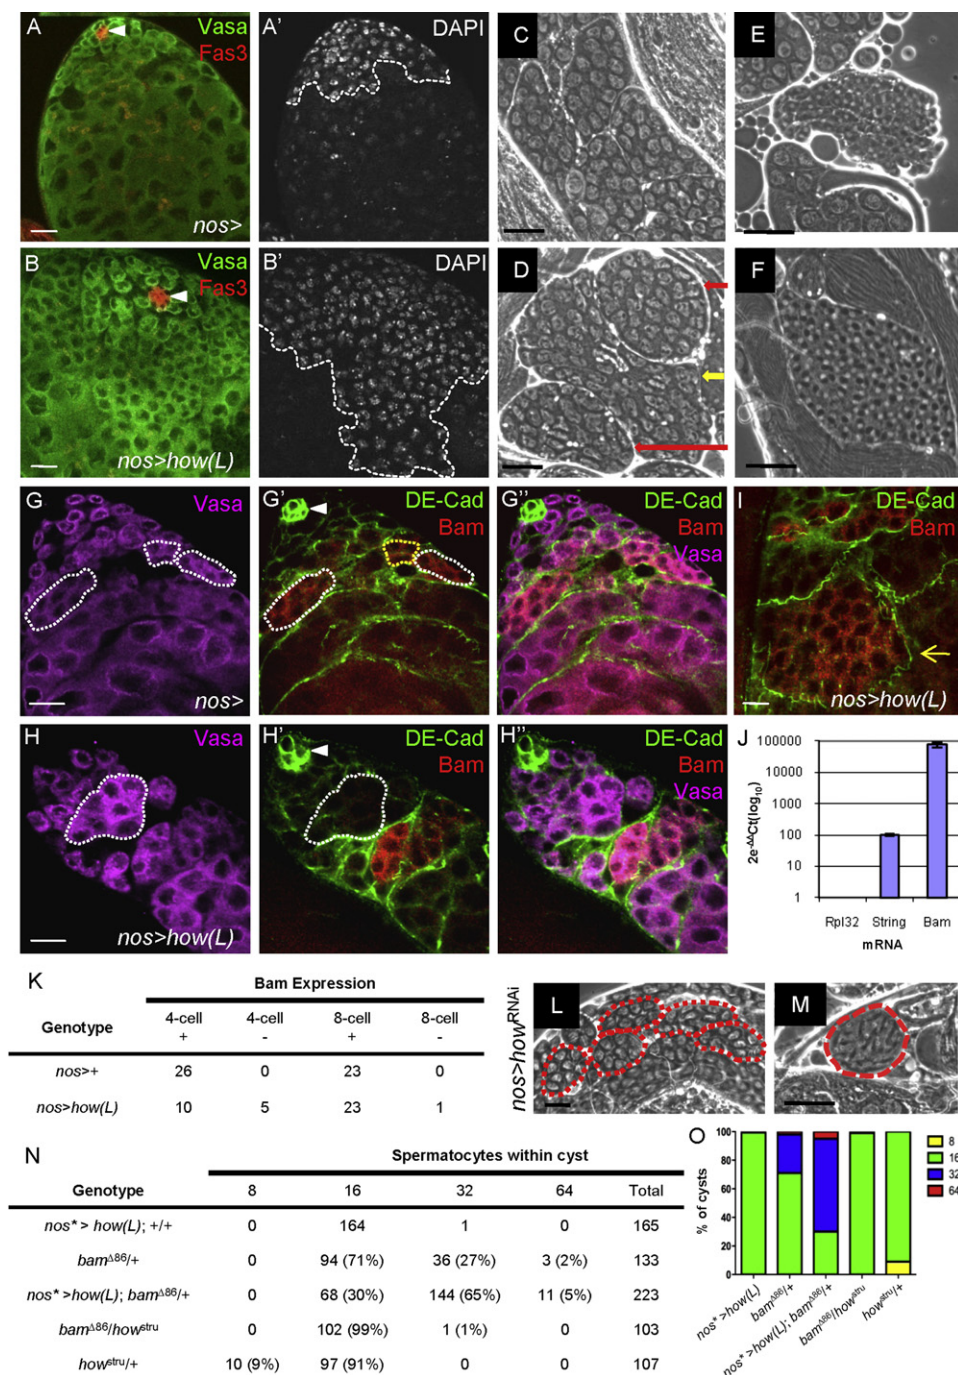 A
Vasa
Fas3
nos>
A'
DAPI
C
E
B
Vasa
Fas3
nos>how(L)
B'
DAPI
D
F
G
Vasa
nos>
G'
DE-Cad
Bam
G''
DE-Cad
Bam
Vasa
I
DE-Cad
Bam
nos>how(L)
H
Vasa
nos>how(L)
H'
DE-Cad
Bam
H''
DE-Cad
Bam
Vasa
J
2e-ΔΔCt(log10)
100000
10000
1000
100
10
1
Rpl32 String Bam
mRNA
K
Bam Expression
Genotype 4-cell + 4-cell - 8-cell + 8-cell -
nos>+ 26 0 23 0
nos>how(L) 10 5 23 1
nos>howRNAi
L
M
N
Spermatocytes within cyst
Genotype 8 16 32 64 Total
nos* > how(L); +/+ 0 164 1 0 165
bamΔ86/+ 0 94 (71%) 36 (27%) 3 (2%) 133
nos* >how(L); bamΔ86/+ 0 68 (30%) 144 (65%) 11 (5%) 223
bamΔ86/howstru 0 102 (99%) 1 (1%) 0 103
howstru/+ 10 (9%) 97 (91%) 0 0 107
O
% of cysts
100
80
60
40
20
0
nos* >how(L)
bamΔ86/+
nos* >how(L); bamΔ86/+
bamΔ86/howstru
howstru/+
8
16
32
64